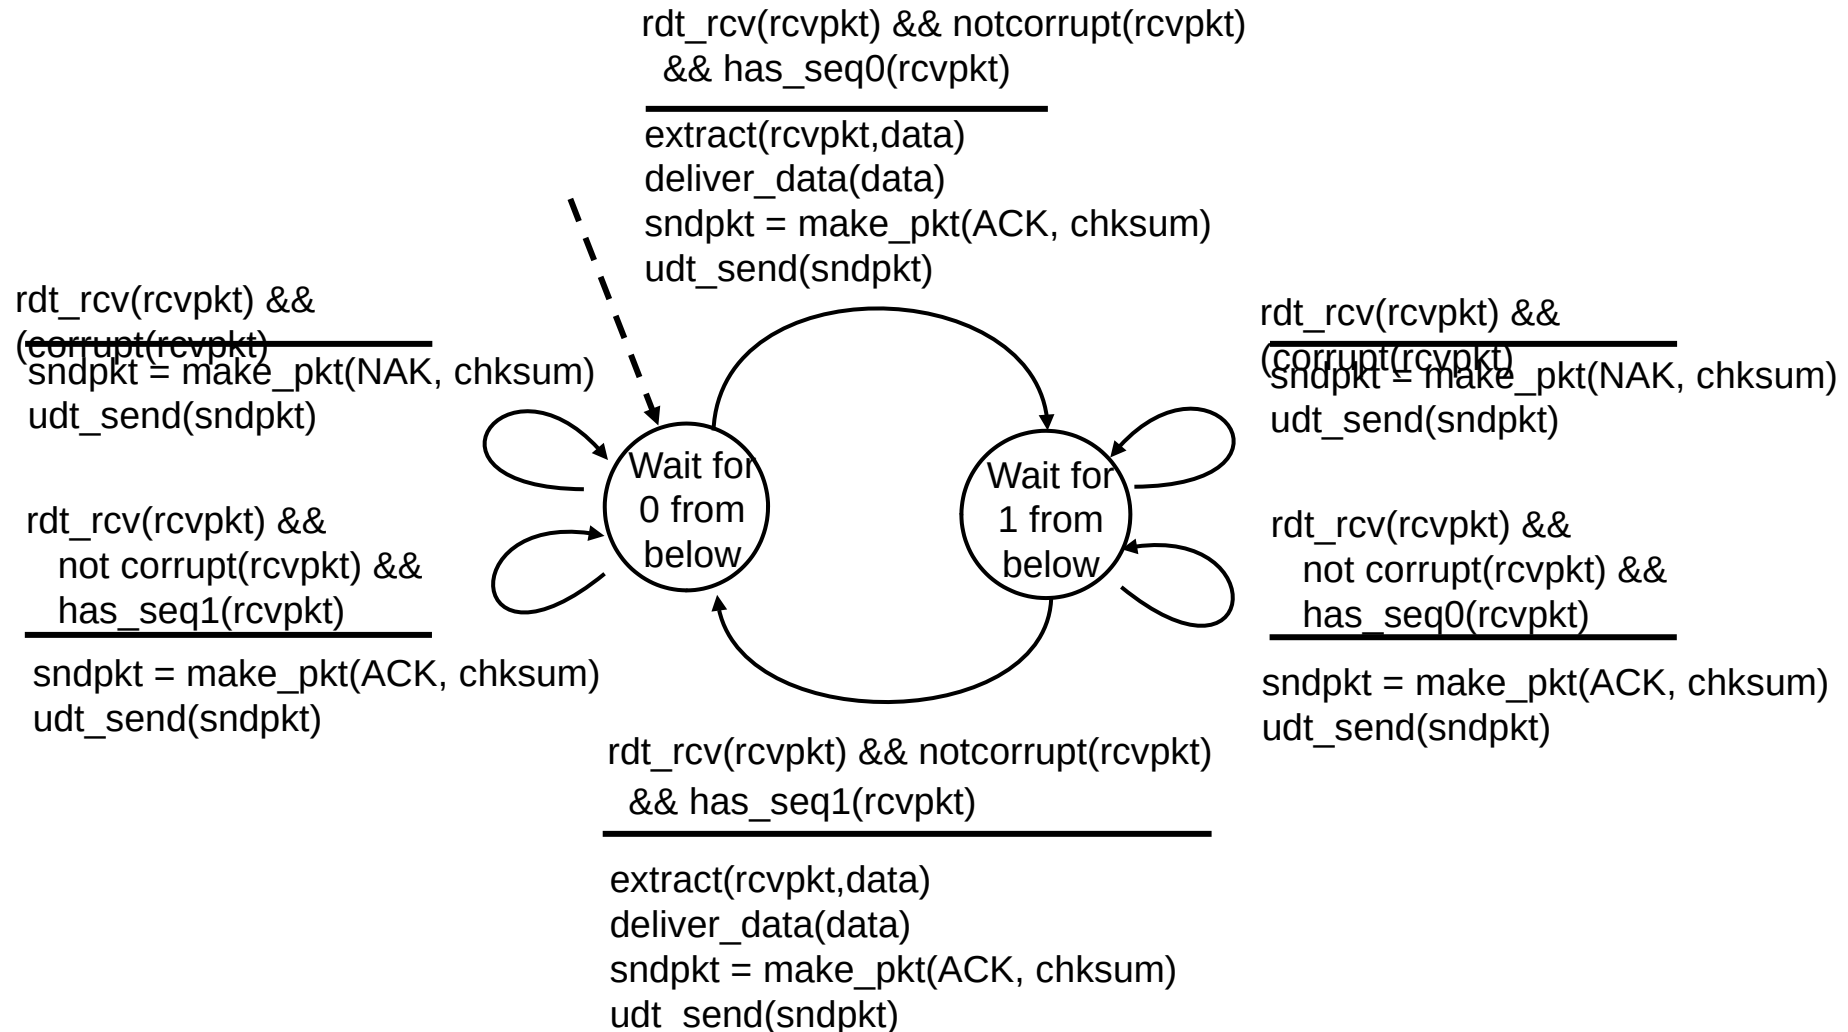 rdt_rcv(rcvpkt) && notcorrupt(rcvpkt)
&& has_seq0(rcvpkt)
extract(rcvpkt,data)
deliver_data(data)
sndpkt = make_pkt(ACK, chksum)
udt_send(sndpkt)
rdt_rcv(rcvpkt) &&
(corrupt(rcvpkt)
sndpkt = make_pkt(NAK, chksum)
udt_send(sndpkt)
rdt_rcv(rcvpkt) &&
not corrupt(rcvpkt) &&
has_seq1(rcvpkt)
sndpkt = make_pkt(ACK, chksum)
udt_send(sndpkt)
Wait for
0 from
below
Wait for
1 from
below
rdt_rcv(rcvpkt) &&
(corrupt(rcvpkt)
sndpkt = make_pkt(NAK, chksum)
udt_send(sndpkt)
rdt_rcv(rcvpkt) &&
not corrupt(rcvpkt) &&
has_seq0(rcvpkt)
sndpkt = make_pkt(ACK, chksum)
udt_send(sndpkt)
rdt_rcv(rcvpkt) && notcorrupt(rcvpkt)
&& has_seq1(rcvpkt)
extract(rcvpkt,data)
deliver_data(data)
sndpkt = make_pkt(ACK, chksum)
udt_send(sndpkt)